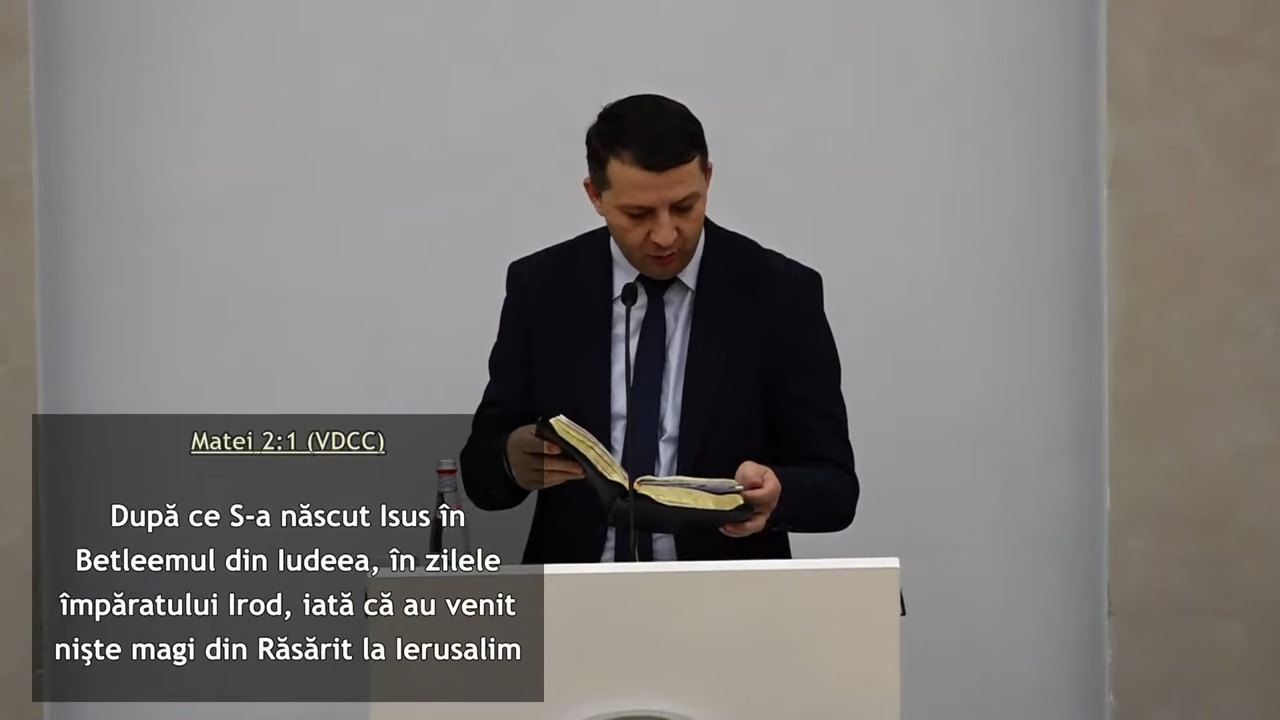 Matei 2:1 (VDCC)
După ce S-a născut Isus în
Betleemul din Iudeea, în zilele
împăratului Irod, iată că au venit
nişte magi din Răsărit la Ierusalim